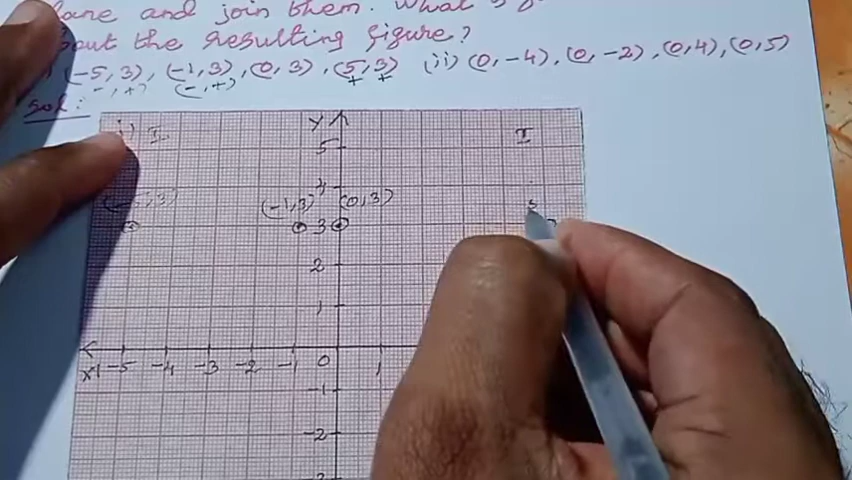 plane and join them. What
about the resulting figure?
(-5,3), (-1,3), (0,3), (5,3) (ii) (0,-4), (0,-2), (0,4), (0,5)
-,+ (-,+) + +
Sol:
i) II Y I
5
4
(-1,3) (0,3)
3
2
1
X1 -5 -4 -3 -2 -1 0 1
-1
-2